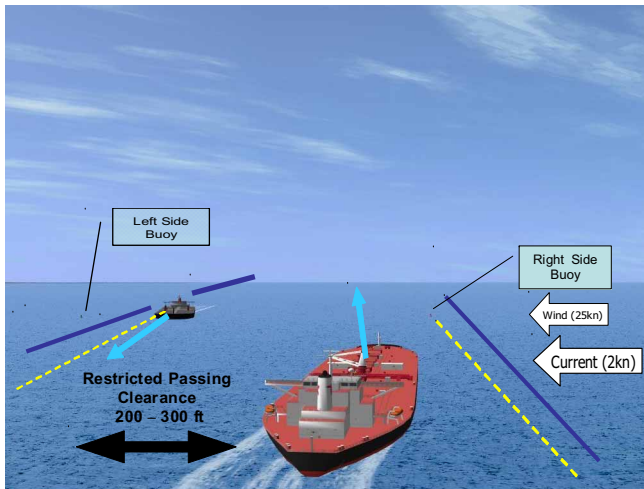 Left Side
Buoy
Right Side
Buoy
Wind (25kn)
Current (2kn)
Restricted Passing
Clearance
200 – 300 ft